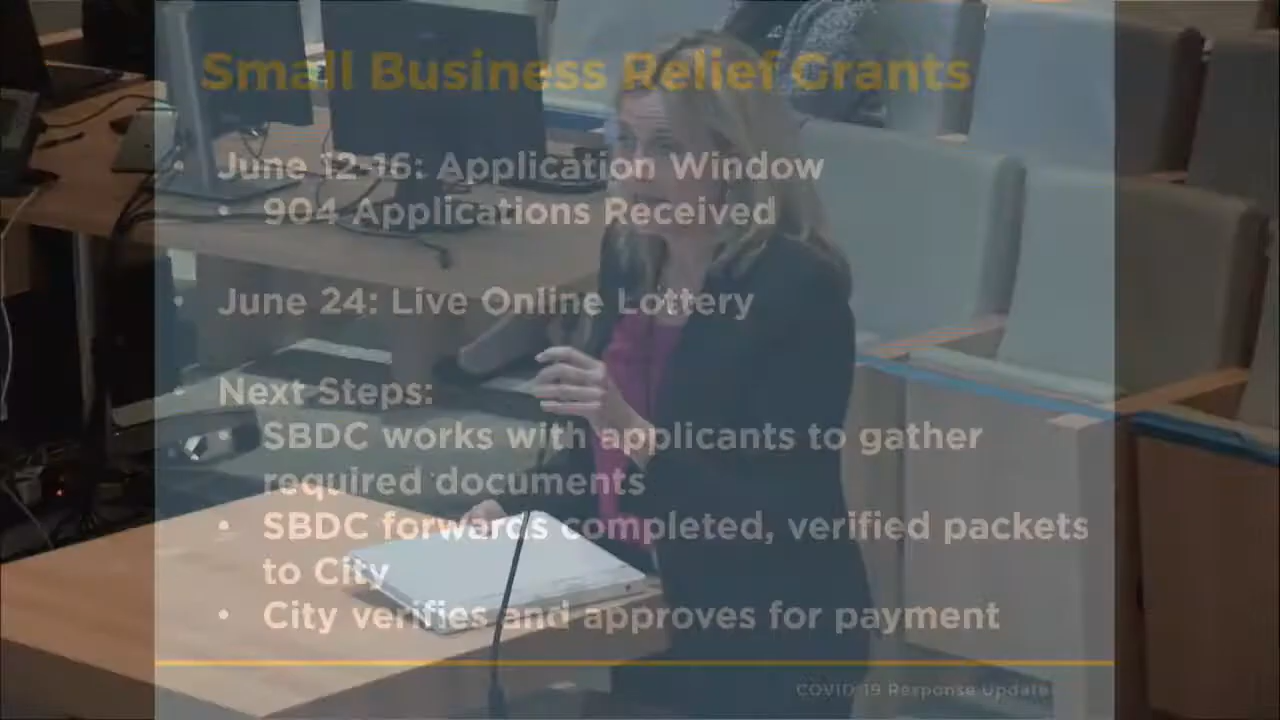 Small Business Relief Grants
• June 12-16: Application Window
• 904 Applications Received
• June 24: Live Online Lottery
• Next Steps:
• SBDC works with applicants to gather
required documents
• SBDC forwards completed, verified packets
to City
• City verifies and approves for payment
COVID-19 Response Update